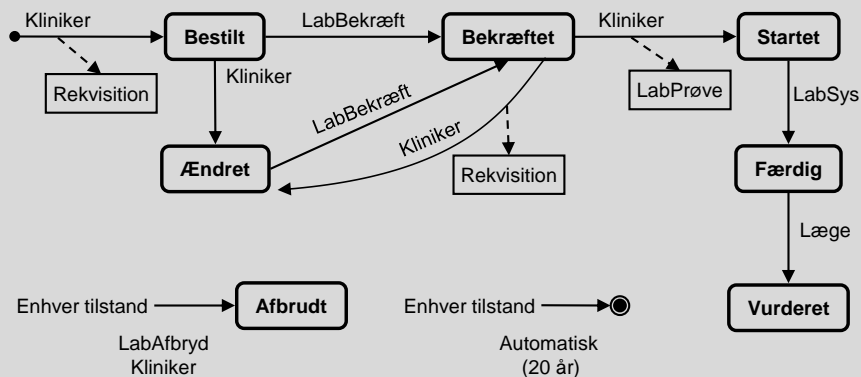 Kliniker
Bestilt
LabBekræft
Bekræftet
Kliniker
Startet
Rekvisition
Kliniker
LabBekræft
Kliniker
LabPrøve
LabSys
Ændret
Rekvisition
Færdig
Læge
Enhver tilstand
Afbrudt
Enhver tilstand
Vurderet
LabAfbryd
Kliniker
Automatisk
(20 år)